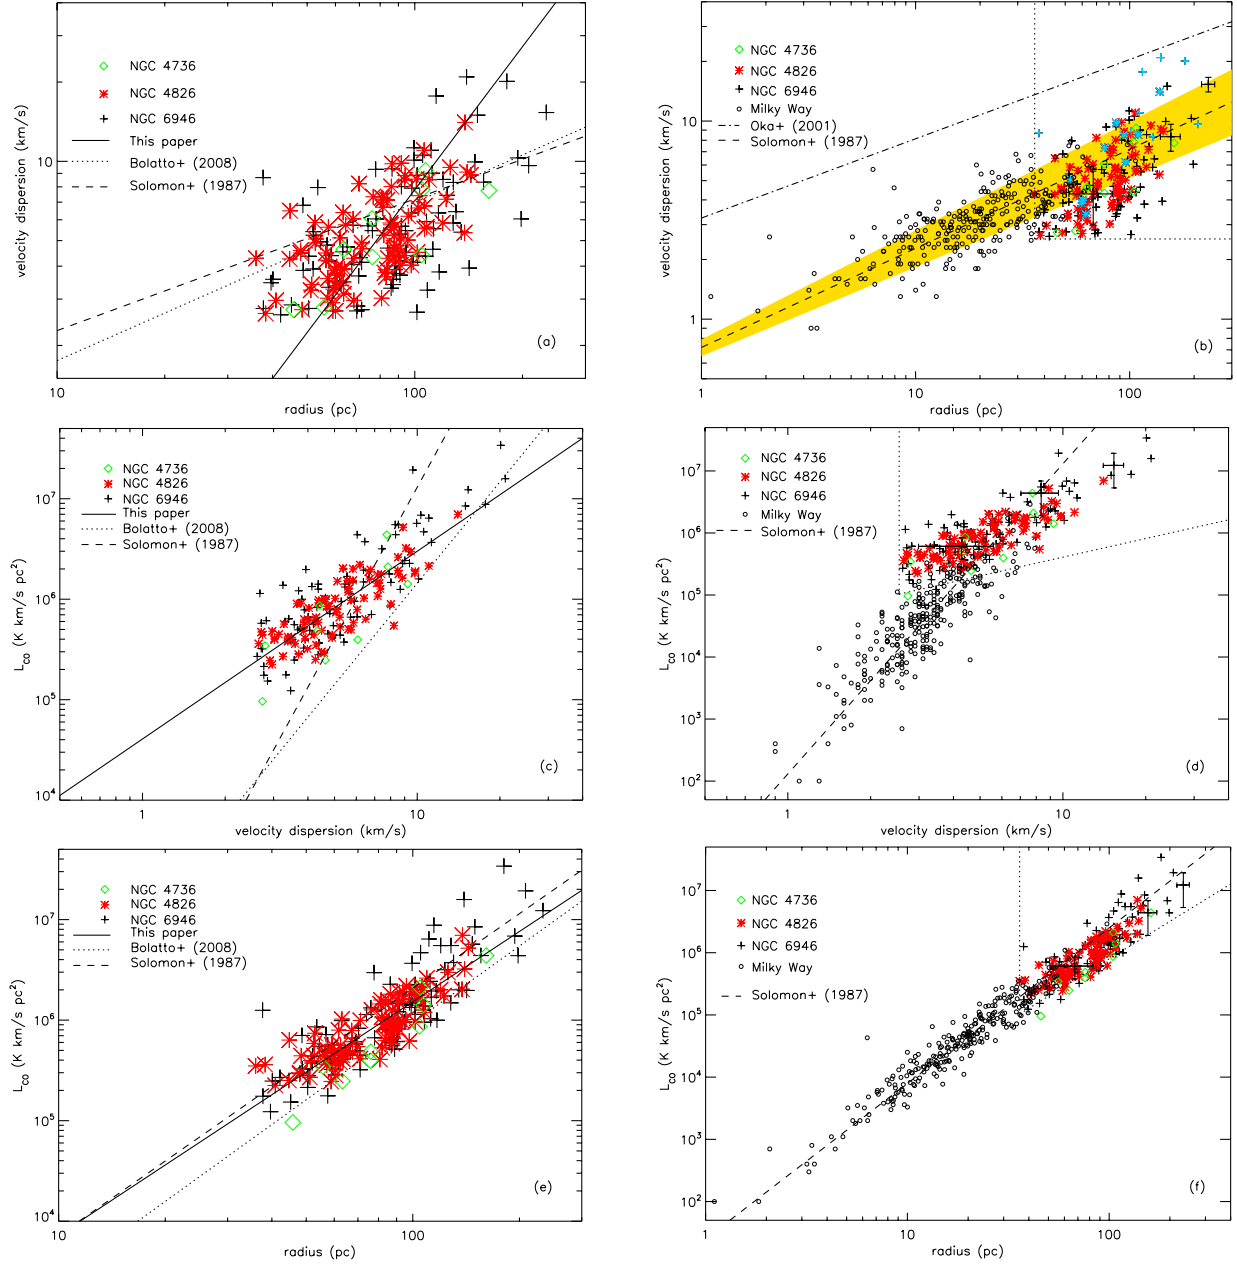 velocity dispersion (km/s)
10
NGC 4736
NGC 4826
NGC 6946
This paper
Bolatto+ (2008)
Solomon+ (1987)
(a)
10
100
radius (pc)
velocity dispersion (km/s)
10
1
NGC 4736
NGC 4826
NGC 6946
Milky Way
Oka+ (2001)
Solomon+ (1987)
(b)
1
10
100
radius (pc)
L_CO (K km/s pc²)
10⁷
10⁶
10⁵
10⁴
NGC 4736
NGC 4826
NGC 6946
This paper
Bolatto+ (2008)
Solomon+ (1987)
(c)
1
10
velocity dispersion (km/s)
L_CO (K km/s pc²)
10⁷
10⁶
10⁵
10⁴
10³
10²
NGC 4736
NGC 4826
NGC 6946
Milky Way
Solomon+ (1987)
(d)
1
10
velocity dispersion (km/s)
L_CO (K km/s pc²)
10⁷
10⁶
10⁵
10⁴
NGC 4736
NGC 4826
NGC 6946
This paper
Bolatto+ (2008)
Solomon+ (1987)
(e)
10
100
radius (pc)
L_CO (K km/s pc²)
10⁷
10⁶
10⁵
10⁴
10³
10²
NGC 4736
NGC 4826
NGC 6946
Milky Way
Solomon+ (1987)
(f)
1
10
100
radius (pc)